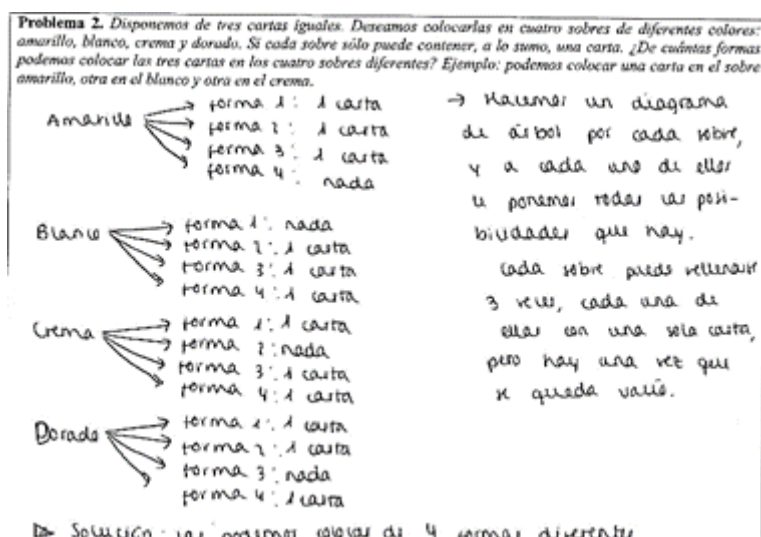 Problema 2. Disponemos de tres cartas iguales. Deseamos colocarlas en cuatro sobres de diferentes colores:
amarillo, blanco, crema y dorado. Si cada sobre sólo puede contener, a lo sumo, una carta. ¿De cuántas formas
podemos colocar las tres cartas en los cuatro sobres diferentes? Ejemplo: podemos colocar una carta en el sobre
amarillo, otra en el blanco y otra en el crema.
Amarillo
forma 1: 1 carta
forma 2: 1 carta
forma 3: 1 carta
forma 4: nada
Blanco
forma 1: nada
forma 2: 1 carta
forma 3: 1 carta
forma 4: 1 carta
Crema
forma 1: 1 carta
forma 2: nada
forma 3: 1 carta
forma 4: 1 carta
Dorado
forma 1: 1 carta
forma 2: 1 carta
forma 3: nada
forma 4: 1 carta
→ Hacemos un diagrama
de árbol por cada sobre,
y a cada uno de ellos
le ponemos todas las posi-
bilidades que hay.
Cada sobre puede rellenarse
3 veces, cada una de
ellas con una sola carta,
pero hay una vez que
se queda vacío.
▷ Solución: las podemos colocar de 4 formas diferentes